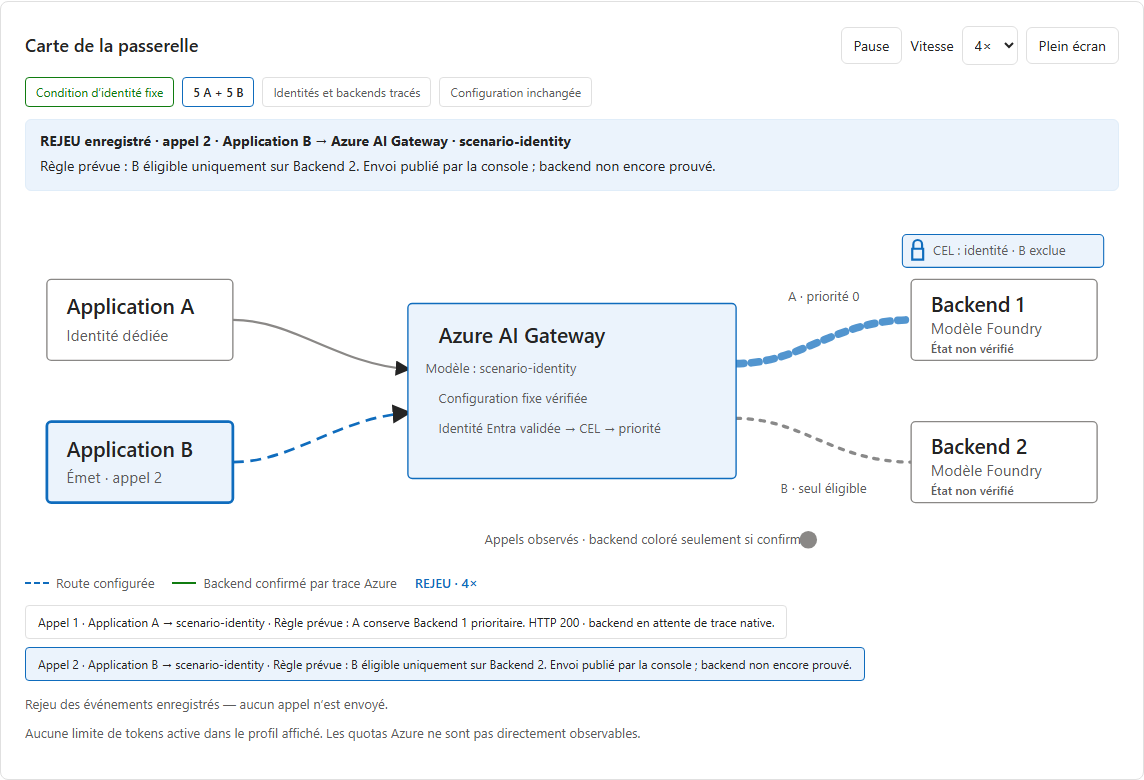 Carte de la passerelle
Pause
Vitesse
4×
Plein écran
Condition d'identité fixe
5 A + 5 B
Identités et backends tracés
Configuration inchangée
REJEU enregistré · appel 2 · Application B → Azure AI Gateway · scenario-identity
Règle prévue : B éligible uniquement sur Backend 2. Envoi publié par la console ; backend non encore prouvé.
CEL : identité · B exclue
Application A
Identité dédiée
A · priorité 0
Backend 1
Modèle Foundry
État non vérifié
Azure AI Gateway
Modèle : scenario-identity
Configuration fixe vérifiée
Identité Entra validée → CEL → priorité
Application B
Émet · appel 2
Backend 2
Modèle Foundry
État non vérifié
B · seul éligible
Appels observés · backend coloré seulement si confirm
Route configurée
Backend confirmé par trace Azure
REJEU · 4×
Appel 1 · Application A → scenario-identity · Règle prévue : A conserve Backend 1 prioritaire. HTTP 200 · backend en attente de trace native.
Appel 2 · Application B → scenario-identity · Règle prévue : B éligible uniquement sur Backend 2. Envoi publié par la console ; backend non encore prouvé.
Rejeu des événements enregistrés — aucun appel n'est envoyé.
Aucune limite de tokens active dans le profil affiché. Les quotas Azure ne sont pas directement observables.